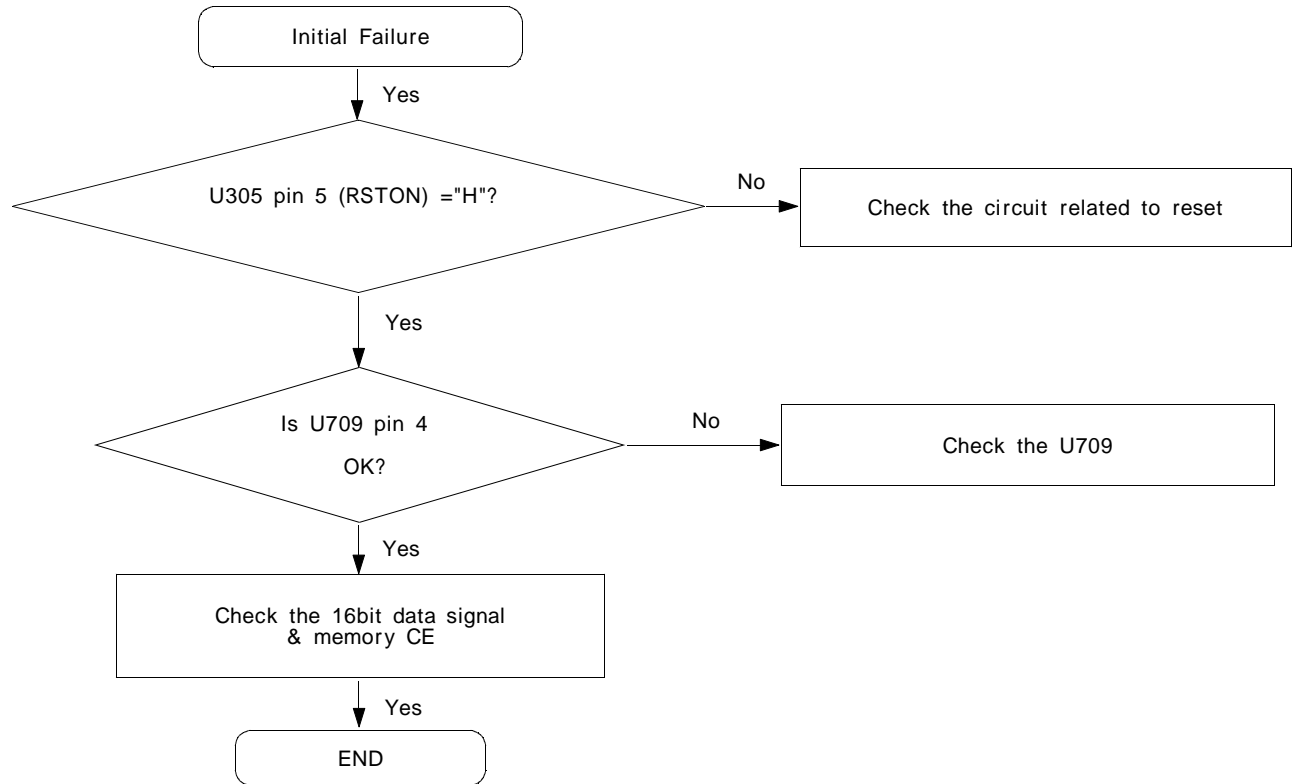 Initial Failure
Yes
U305 pin 5 (RSTON) ="H"?
No
Check the circuit related to reset
Yes
Is U709 pin 4
OK?
No
Check the U709
Yes
Check the 16bit data signal
& memory CE
Yes
END